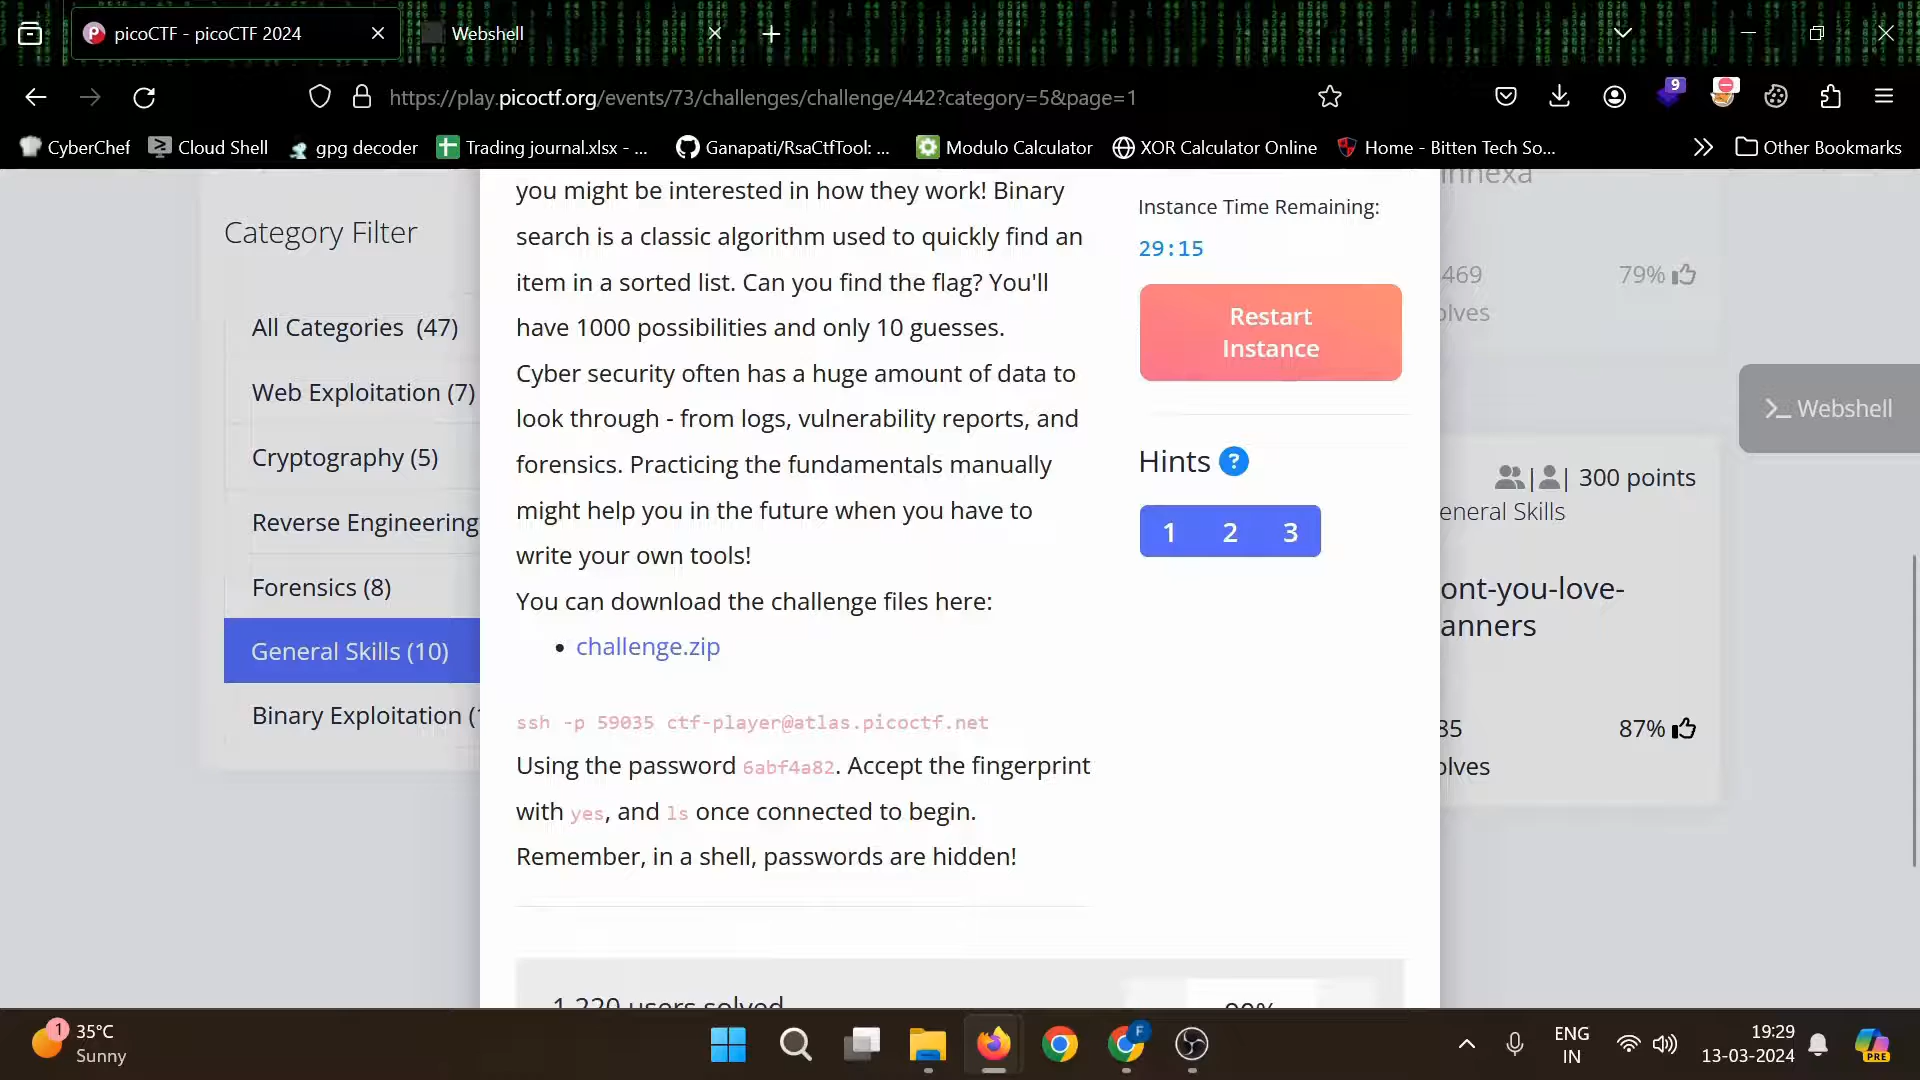 picoCTF - picoCTF 2024
Webshell
https://play.picoctf.org/events/73/challenges/challenge/442?category=5&page=1
9
CyberChef
Cloud Shell
gpg decoder
Trading journal.xlsx - ...
Ganapati/RsaCtfTool: ...
Modulo Calculator
XOR Calculator Online
Home - Bitten Tech So...
Other Bookmarks
Category Filter
All Categories (47)
Web Exploitation (7)
Cryptography (5)
Reverse Engineering
Forensics (8)
General Skills (10)
Binary Exploitation (
you might be interested in how they work! Binary
search is a classic algorithm used to quickly find an
item in a sorted list. Can you find the flag? You'll
have 1000 possibilities and only 10 guesses.
Cyber security often has a huge amount of data to
look through - from logs, vulnerability reports, and
forensics. Practicing the fundamentals manually
might help you in the future when you have to
write your own tools!
You can download the challenge files here:
• challenge.zip
ssh -p 59035 ctf-player@atlas.picoctf.net
Using the password 6abf4a82. Accept the fingerprint
with yes, and ls once connected to begin.
Remember, in a shell, passwords are hidden!
1,220 users solved
90%
Instance Time Remaining:
29:15
Restart
Instance
Hints ?
1 2 3
469
79%
olves
>_ Webshell
| | 300 points
eneral Skills
ont-you-love-
anners
35
87%
olves
1
35°C
Sunny
F
ENG
IN
19:29
13-03-2024
PRE